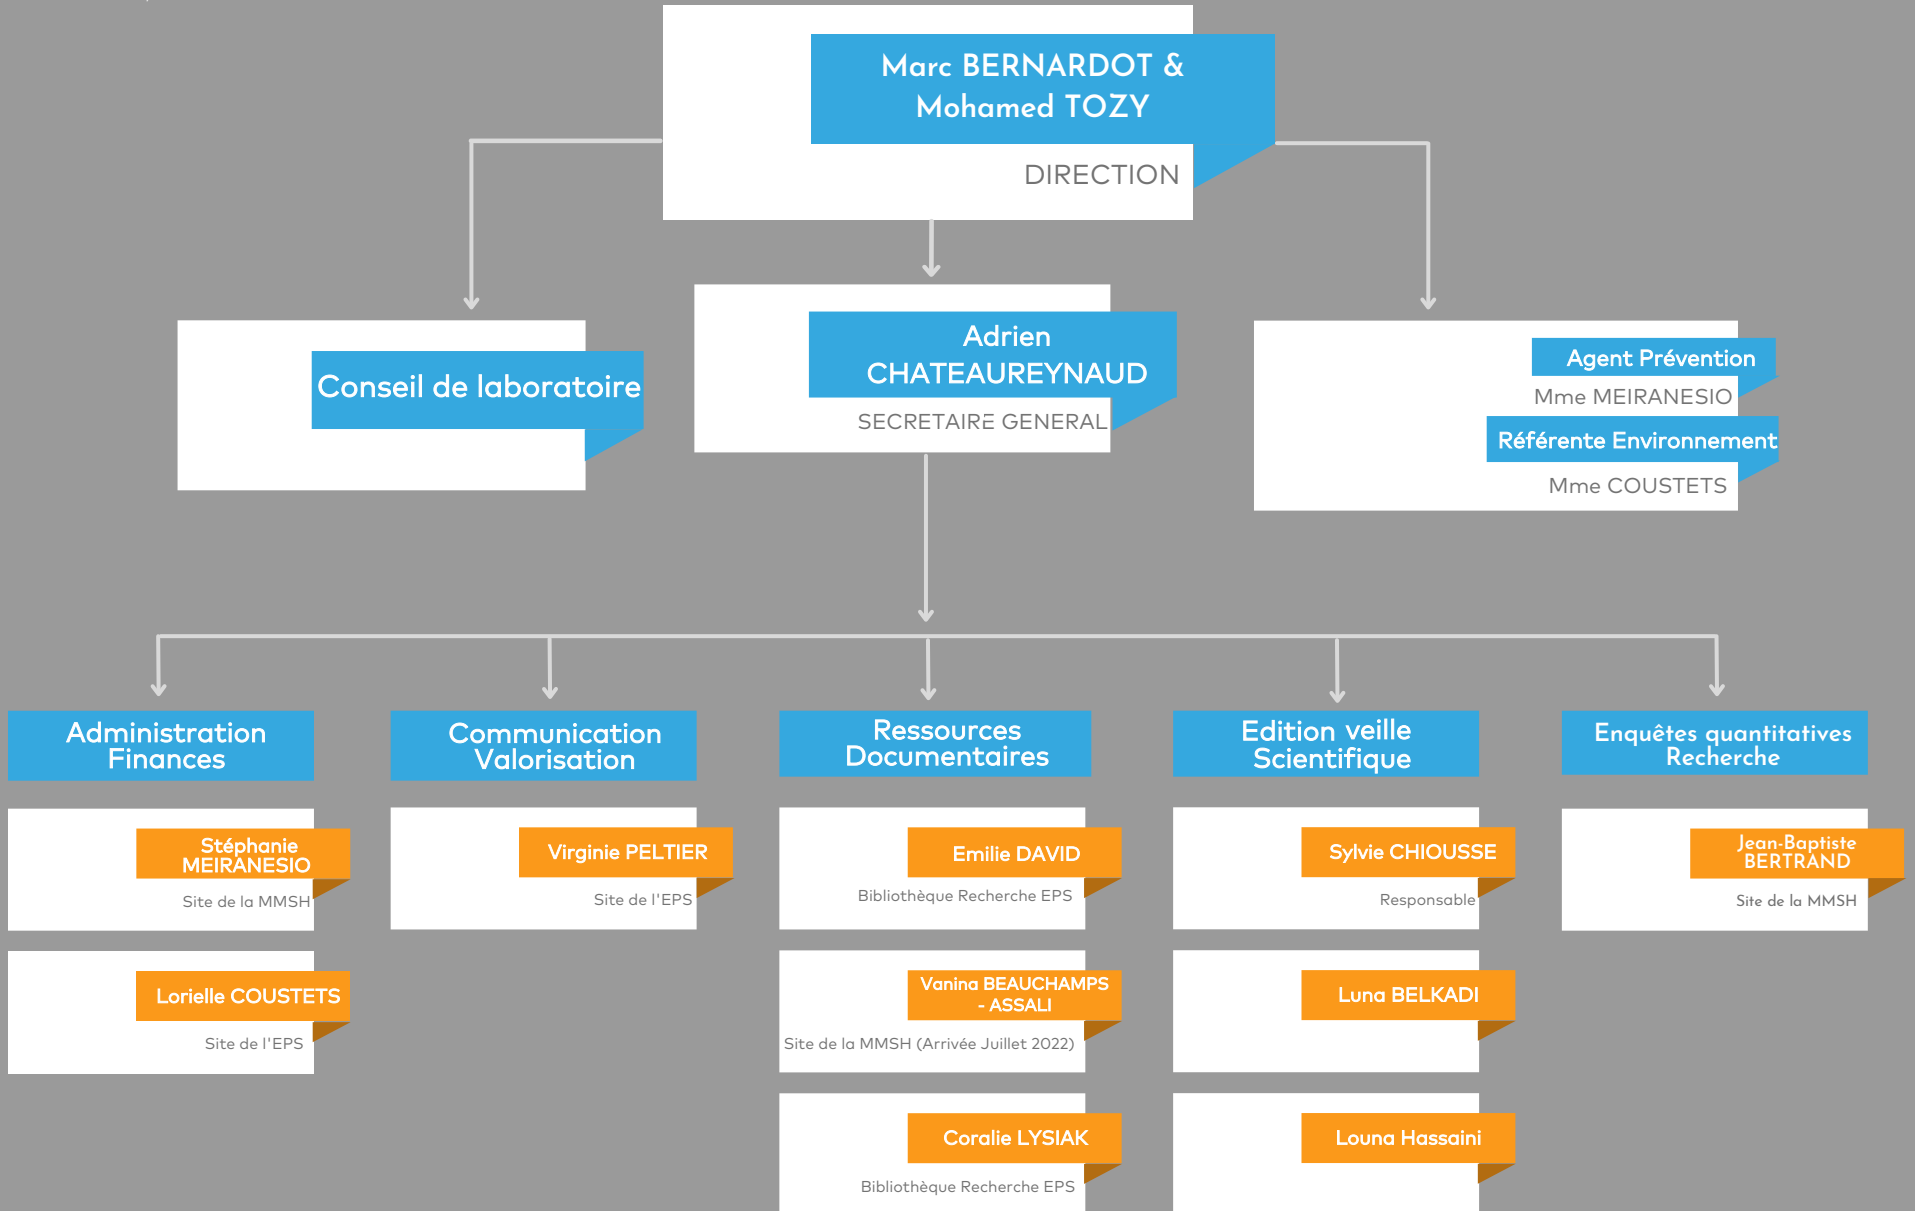 Marc BERNARDOT &
Mohamed TOZY
DIRECTION
Conseil de laboratoire
Adrien
CHATEAUREYNAUD
SECRETAIRE GENERAL
Agent Prévention
Mme MEIRANESIO
Référente Environnement
Mme COUSTETS
Administration
Finances
Stéphanie
MEIRANESIO
Site de la MMSH
Lorielle COUSTETS
Site de l'EPS
Communication
Valorisation
Virginie PELTIER
Site de l'EPS
Ressources
Documentaires
Emilie DAVID
Bibliothèque Recherche EPS
Vanina BEAUCHAMPS
- ASSALI
Site de la MMSH (Arrivée Juillet 2022)
Coralie LYSIAK
Bibliothèque Recherche EPS
Edition veille
Scientifique
Sylvie CHIOUSSE
Responsable
Luna BELKADI
Louna Hassaini
Enquêtes quantitatives
Recherche
Jean-Baptiste
BERTRAND
Site de la MMSH